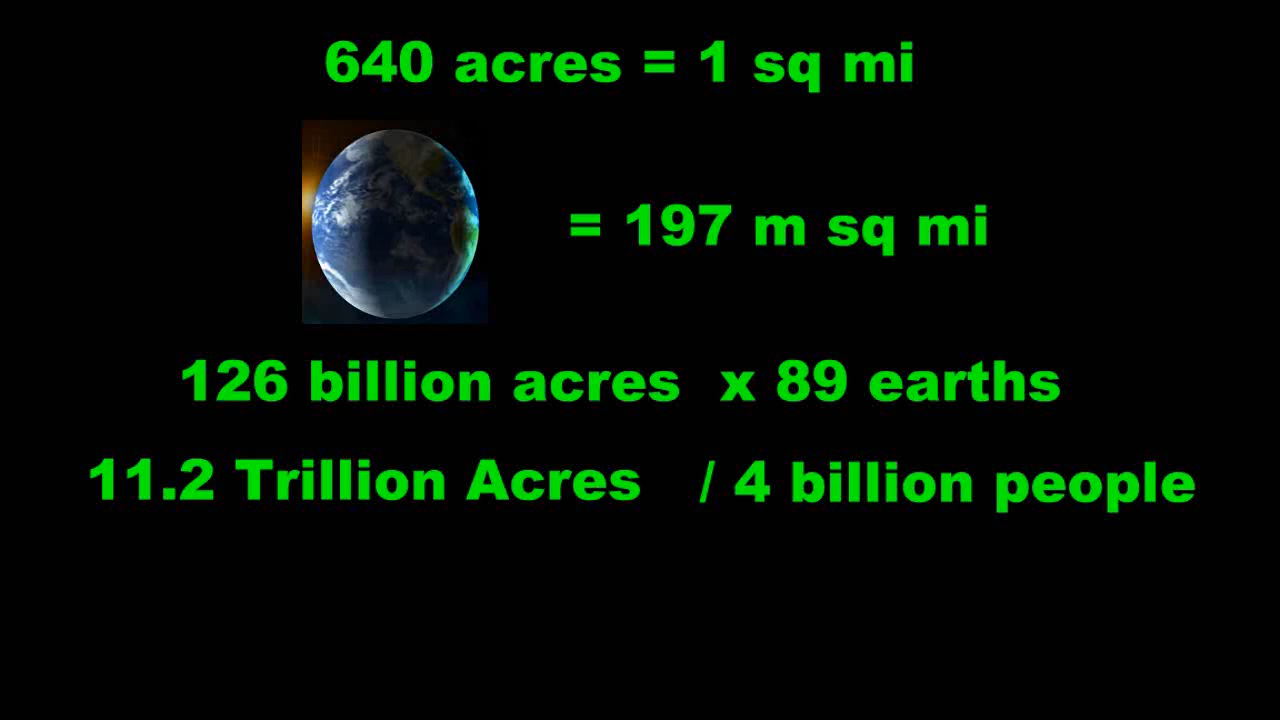 640 acres = 1 sq mi
= 197 m sq mi
126 billion acres x 89 earths
11.2 Trillion Acres / 4 billion people